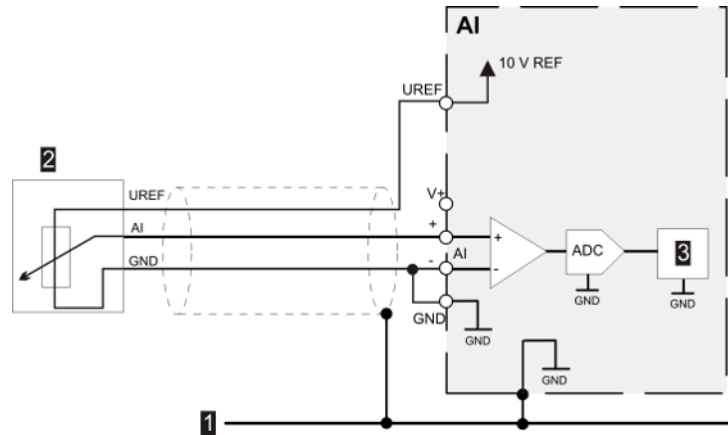 AI
10 V REF
UREF
2
UREF
V+
AI
+
+
ADC
3
GND
-
AI
-
GND
GND
GND
GND
GND
1